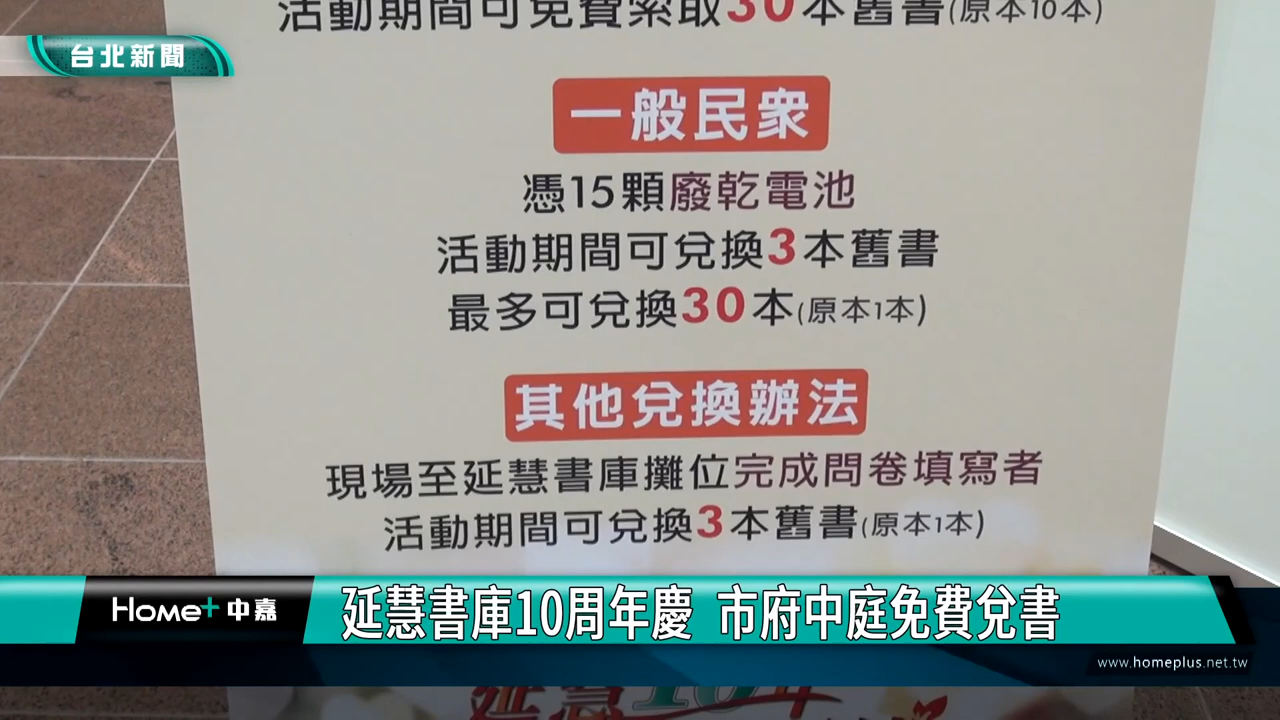 活動期間可免費索取30本舊書(原本10本)
台北新聞
一般民眾
憑15顆廢乾電池
活動期間可兌換3本舊書
最多可兌換30本(原本1本)
其他兌換辦法
現場至延慧書庫攤位完成問卷填寫者
活動期間可兌換3本舊書(原本1本)
Home+中嘉
延慧書庫10周年慶 市府中庭免費兌書
www.homeplus.net.tw
延慧10年